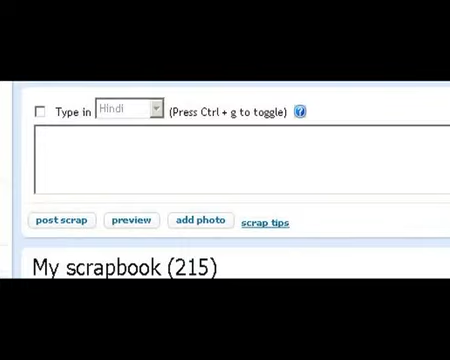 Type in Hindi (Press Ctrl + g to toggle) ?
post scrap preview add photo scrap tips
My scrapbook (215)